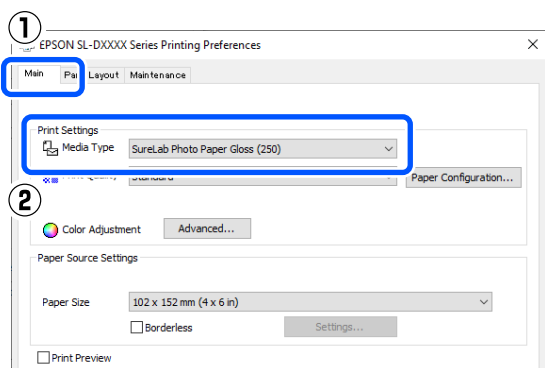 ①
EPSON SL-DXXXX Series Printing Preferences
Main Layout Maintenance
Print Settings
Media Type SureLab Photo Paper Gloss (250)
Standard Paper Configuration...
②
Color Adjustment Advanced...
Paper Source Settings
Paper Size 102 x 152 mm (4 x 6 in)
Borderless Settings...
Print Preview